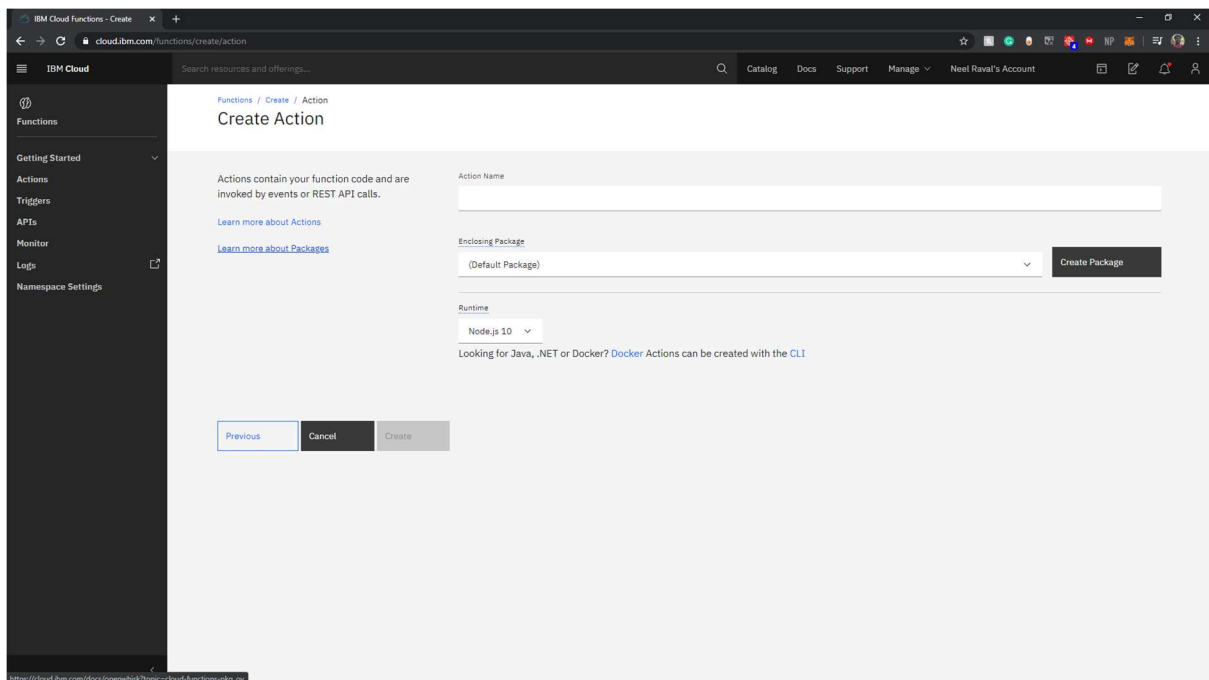 IBM Cloud Functions - Create
cloud.ibm.com/functions/create/action
NP
4
IBM Cloud
Search resources and offerings...
Catalog
Docs
Support
Manage
Neel Raval's Account
Functions
Getting Started
Actions
Triggers
APIs
Monitor
Logs
Namespace Settings
Functions / Create / Action
Create Action
Actions contain your function code and are
invoked by events or REST API calls.
Learn more about Actions
Learn more about Packages
Action Name
Enclosing Package
(Default Package)
Create Package
Runtime
Node.js 10
Looking for Java, .NET or Docker? Docker Actions can be created with the CLI
Previous
Cancel
Create